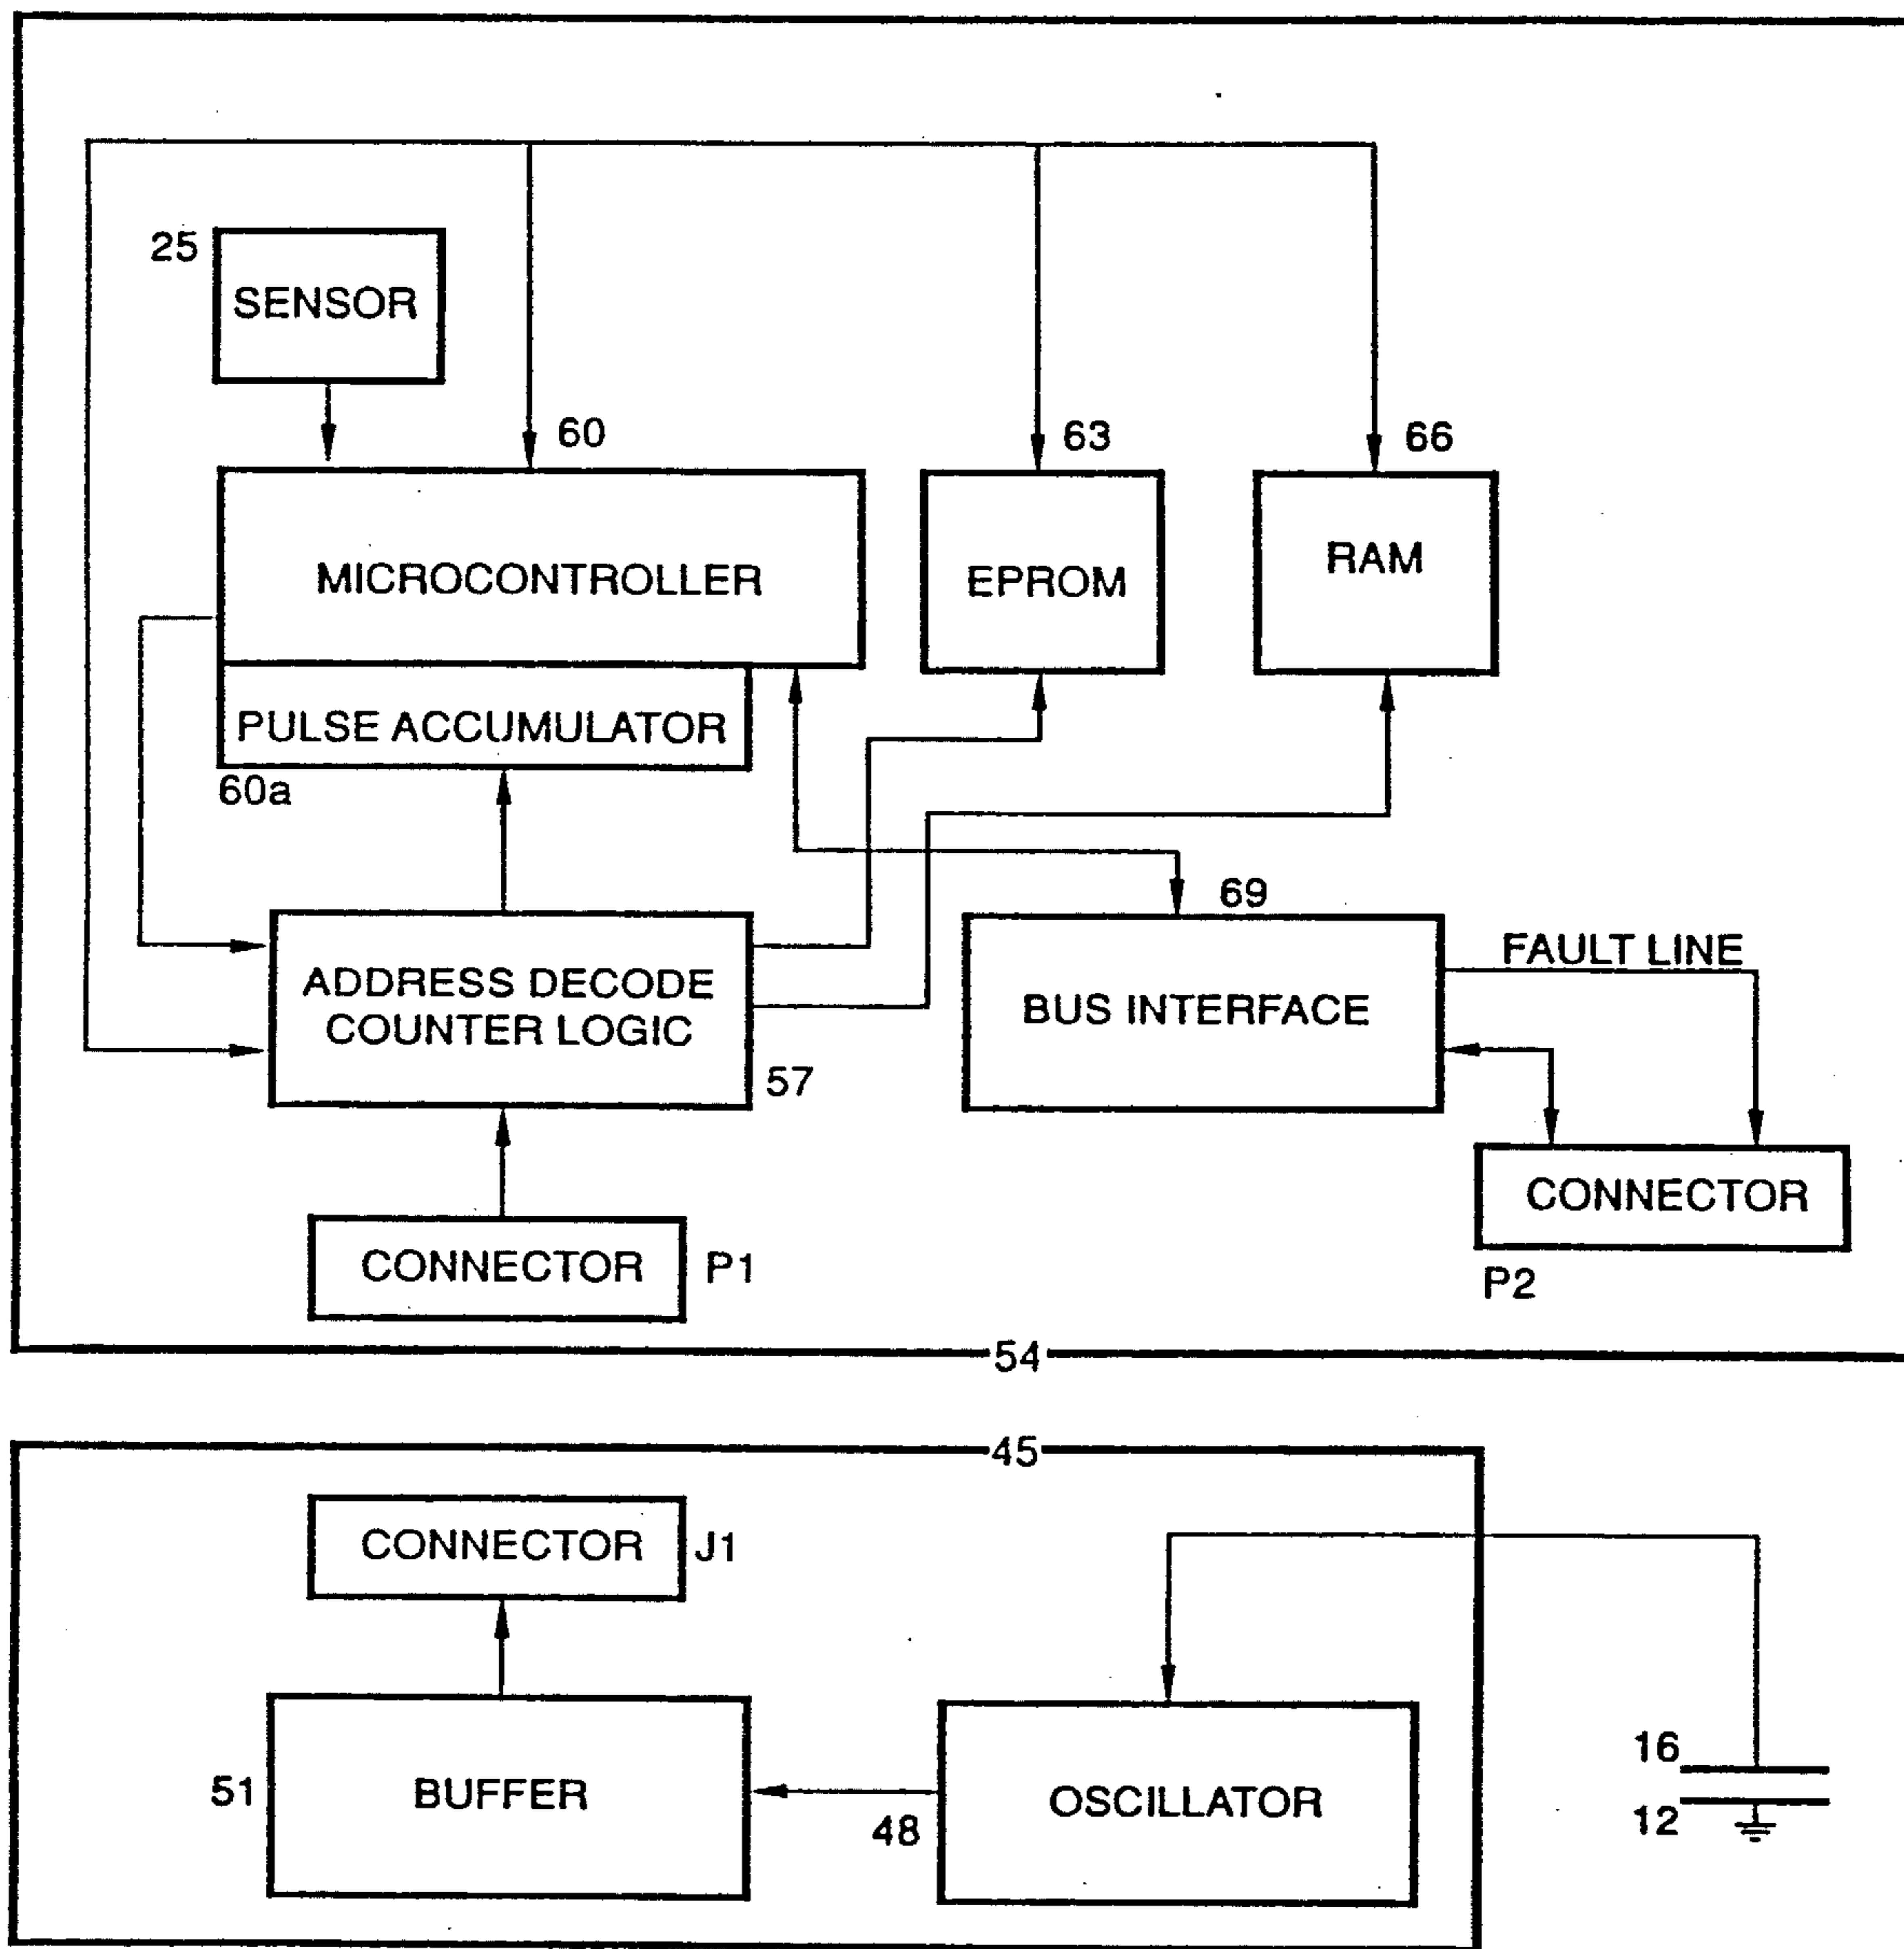 25
SENSOR
60
63
66
MICROCONTROLLER
EPROM
RAM
PULSE ACCUMULATOR
60a
69
ADDRESS DECODE
COUNTER LOGIC
57
BUS INTERFACE
FAULT LINE
CONNECTOR
P1
CONNECTOR
P2
54
45
CONNECTOR
J1
51
BUFFER
48
OSCILLATOR
16
12